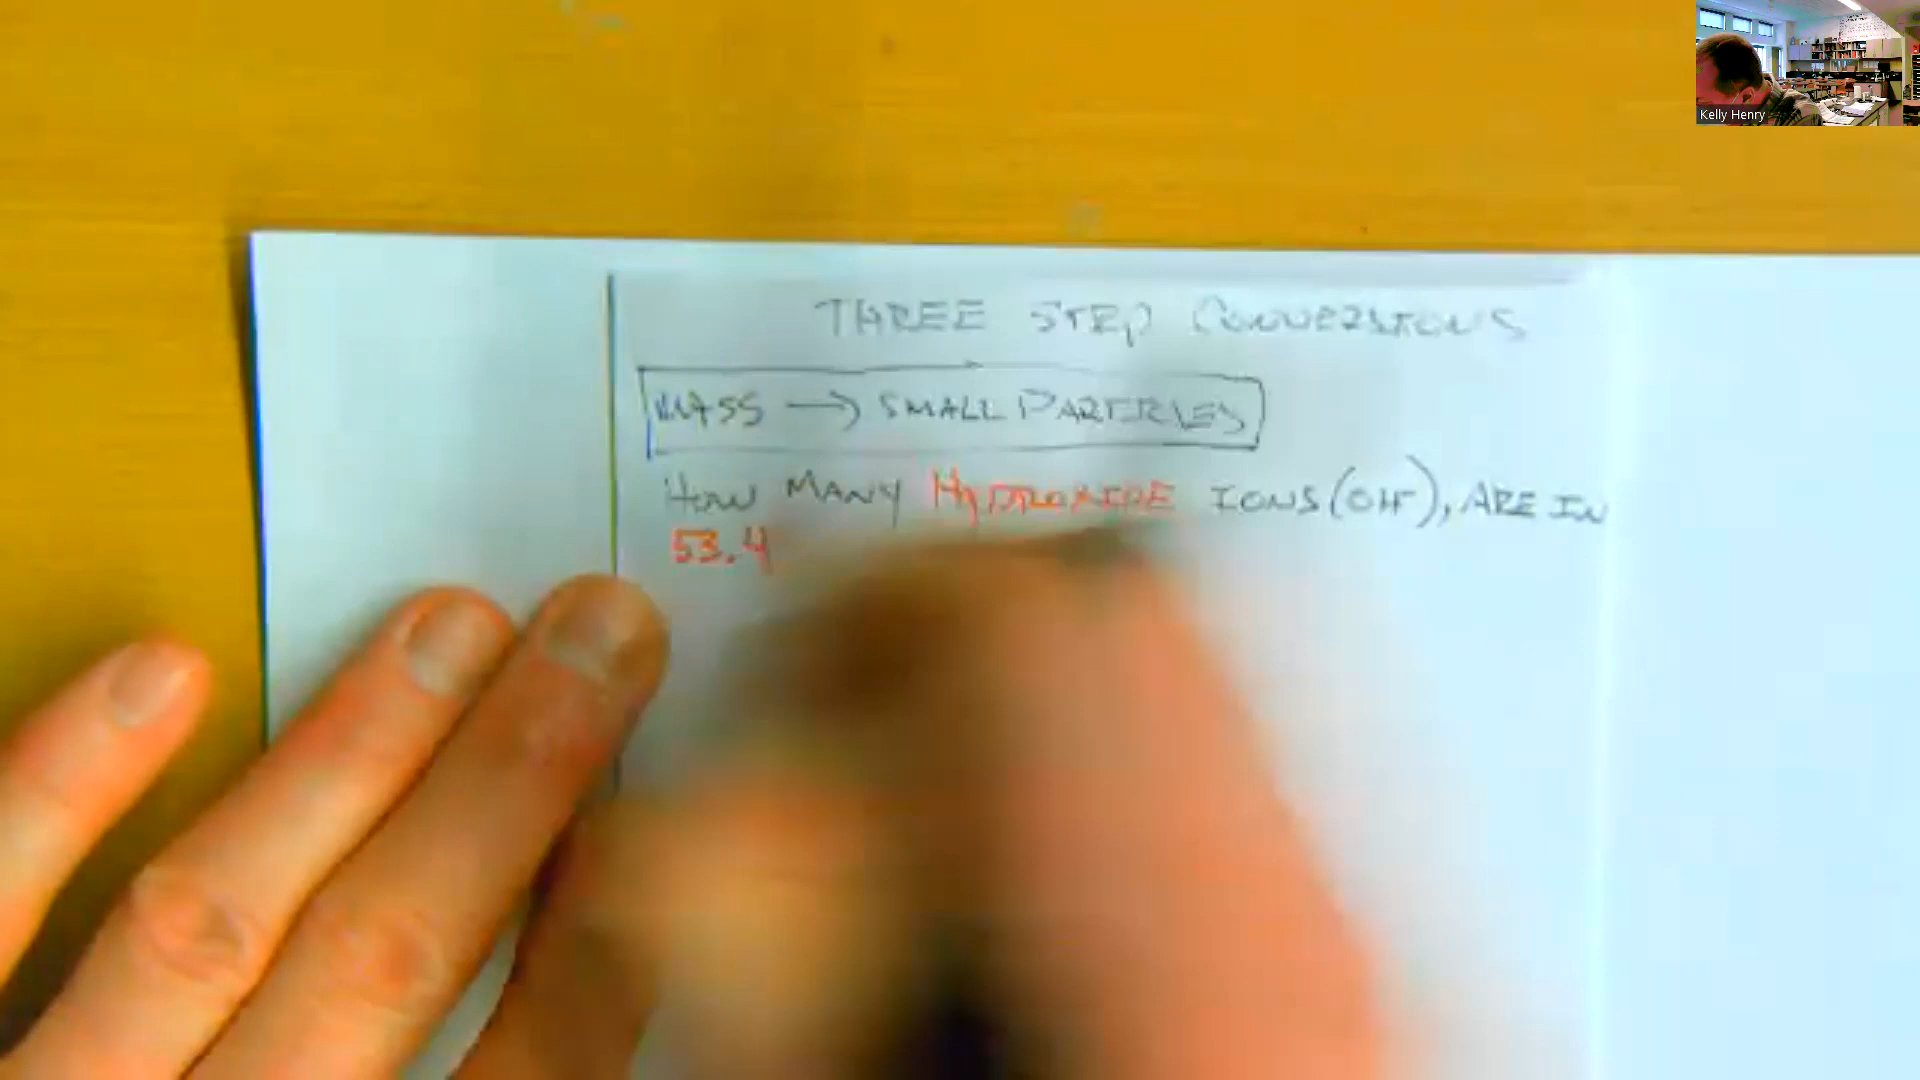 Kelly Henry
THREE STEP CONVERSIONS
MASS → SMALL PARTICLES
HOW MANY HYDROXIDE IONS (OH⁻), ARE IN
53.4